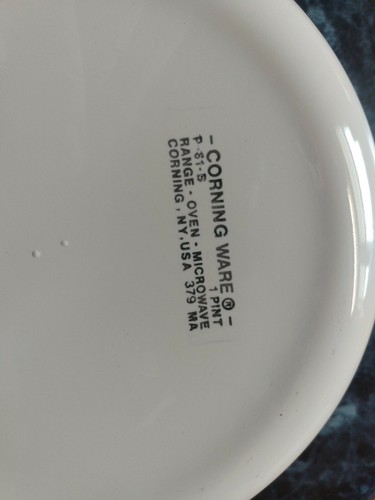 - CORNING WARE® -
P-81-B 1 PINT
RANGE - OVEN - MICROWAVE
CORNING, NY, USA 379 MA